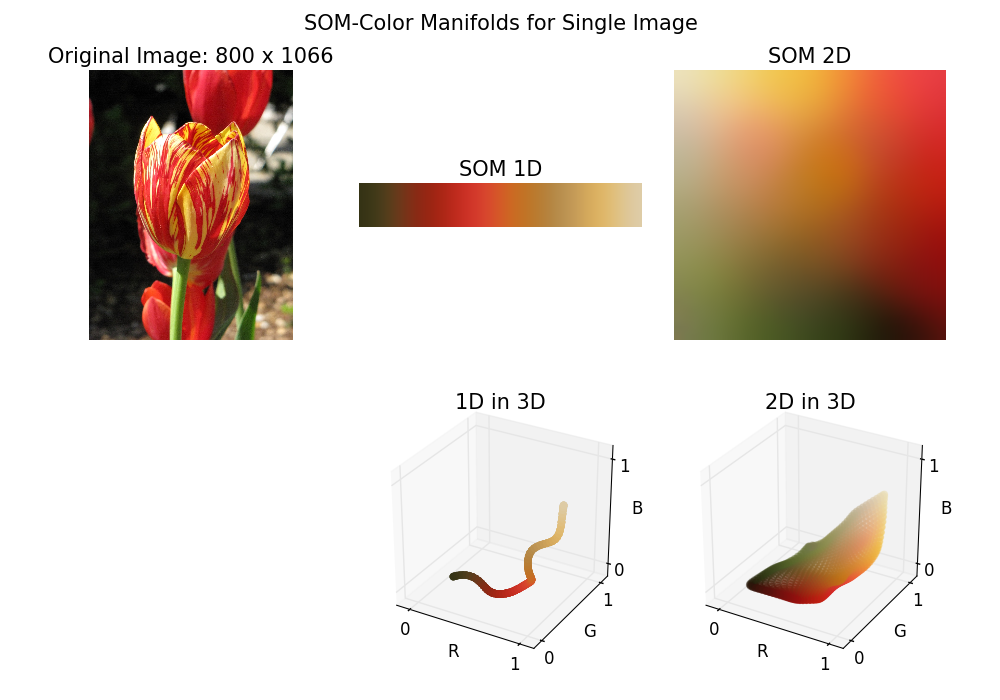 SOM-Color Manifolds for Single Image
Original Image: 800 x 1066
SOM 2D
SOM 1D
1D in 3D
2D in 3D
1
1
B
B
0
0
1
1
0
G
0
G
R
0
R
0
1
1